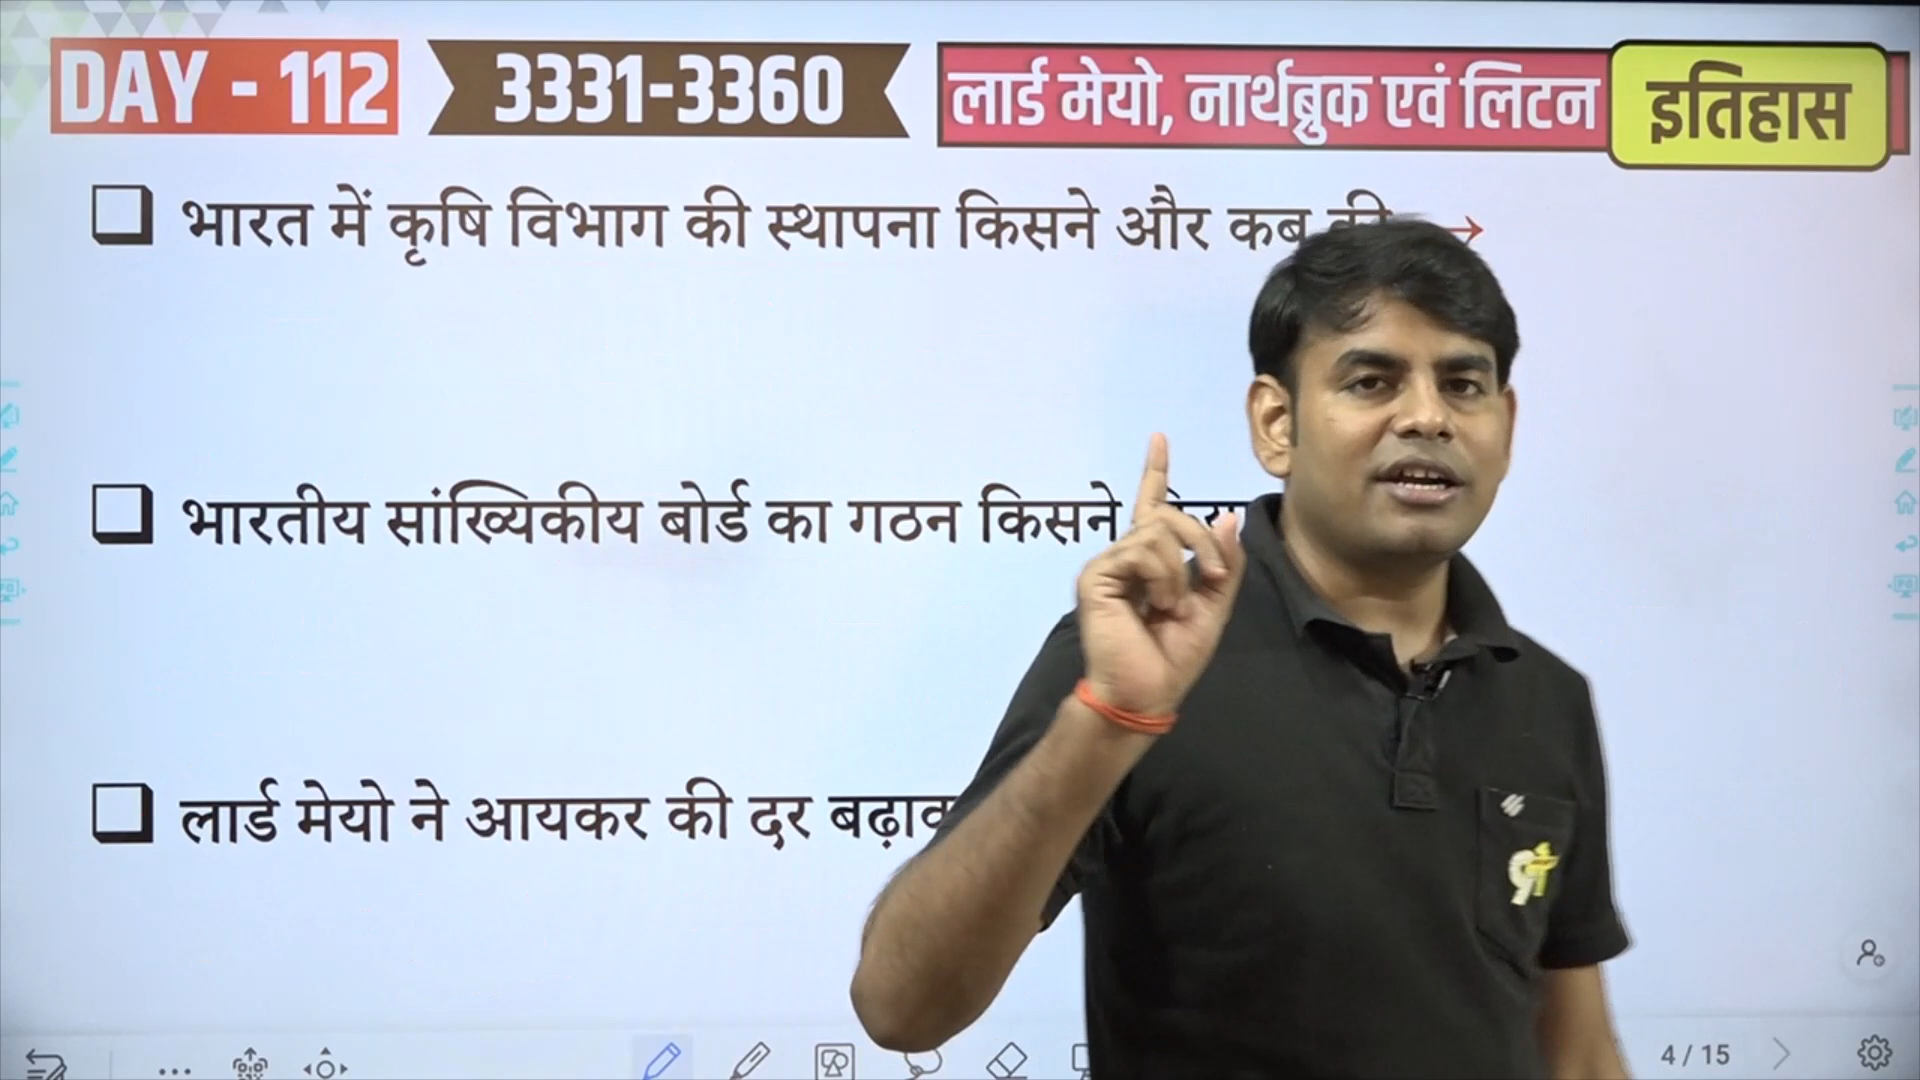 DAY - 112
3331-3360
लार्ड मेयो, नार्थब्रुक एवं लिटन
इतिहास
भारत में कृषि विभाग की स्थापना किसने और कब की →
भारतीय सांख्यिकीय बोर्ड का गठन किसने
लार्ड मेयो ने आयकर की दर
4 / 15